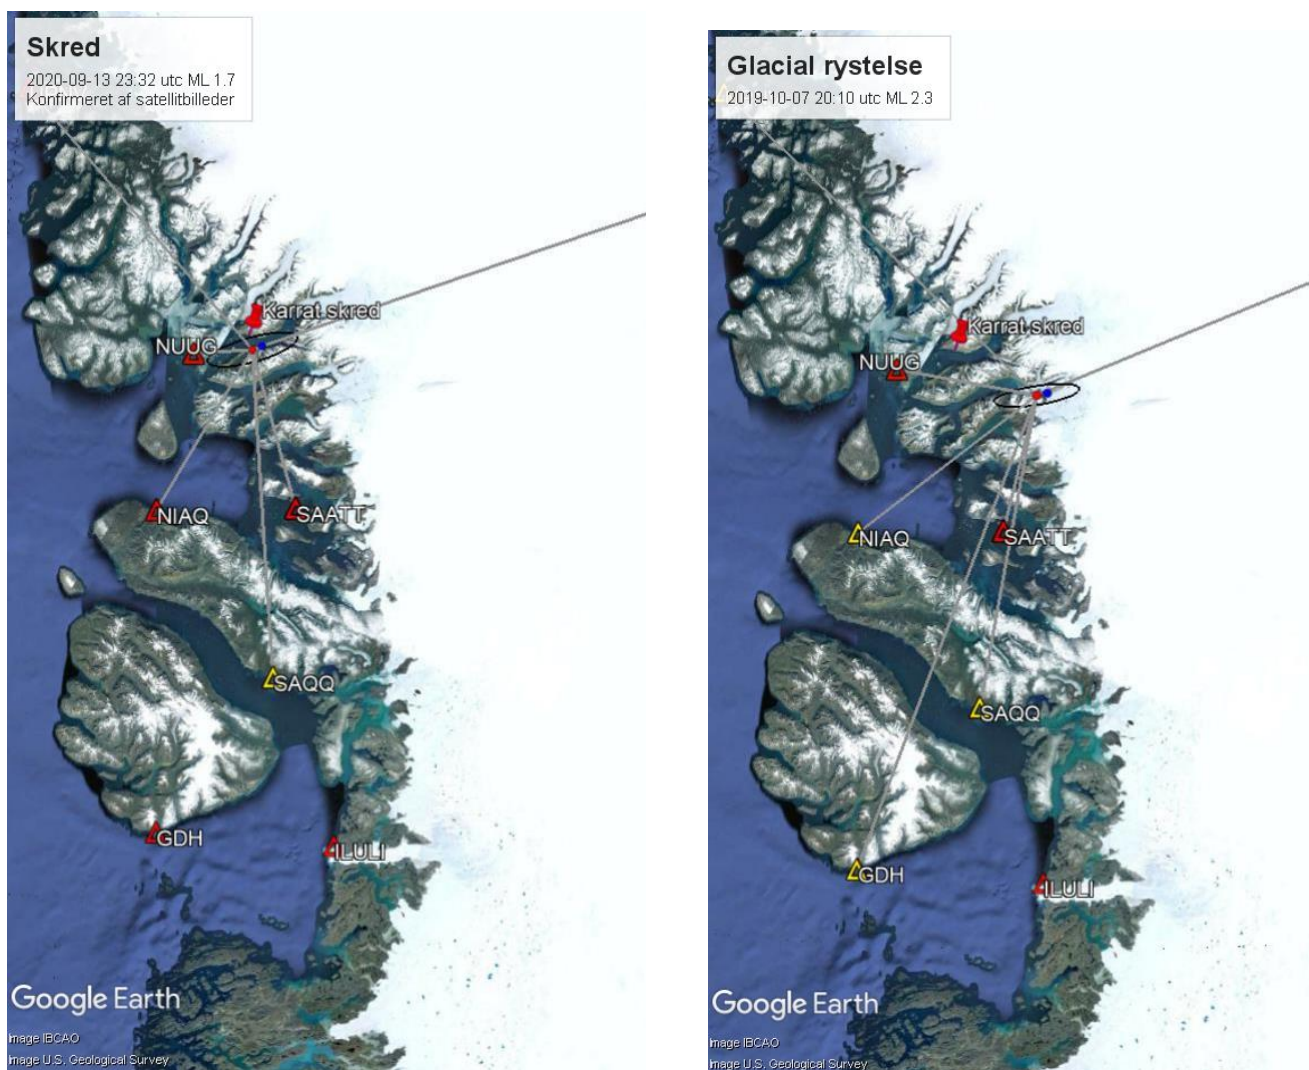 Skred
2020-09-13 23:32 utc ML 1.7
Konfirmeret af satellitbilleder
Karrat skred
NUUG
NIAQ
SAATT
SAQQ
GDH
ILULI
Google Earth
Image IBCAO
Image U.S. Geological Survey
Glacial rystelse
2019-10-07 20:10 utc ML 2.3
Karrat skred
NUUG
NIAQ
SAATT
SAQQ
GDH
ILULI
Google Earth
Image IBCAO
Image U.S. Geological Survey